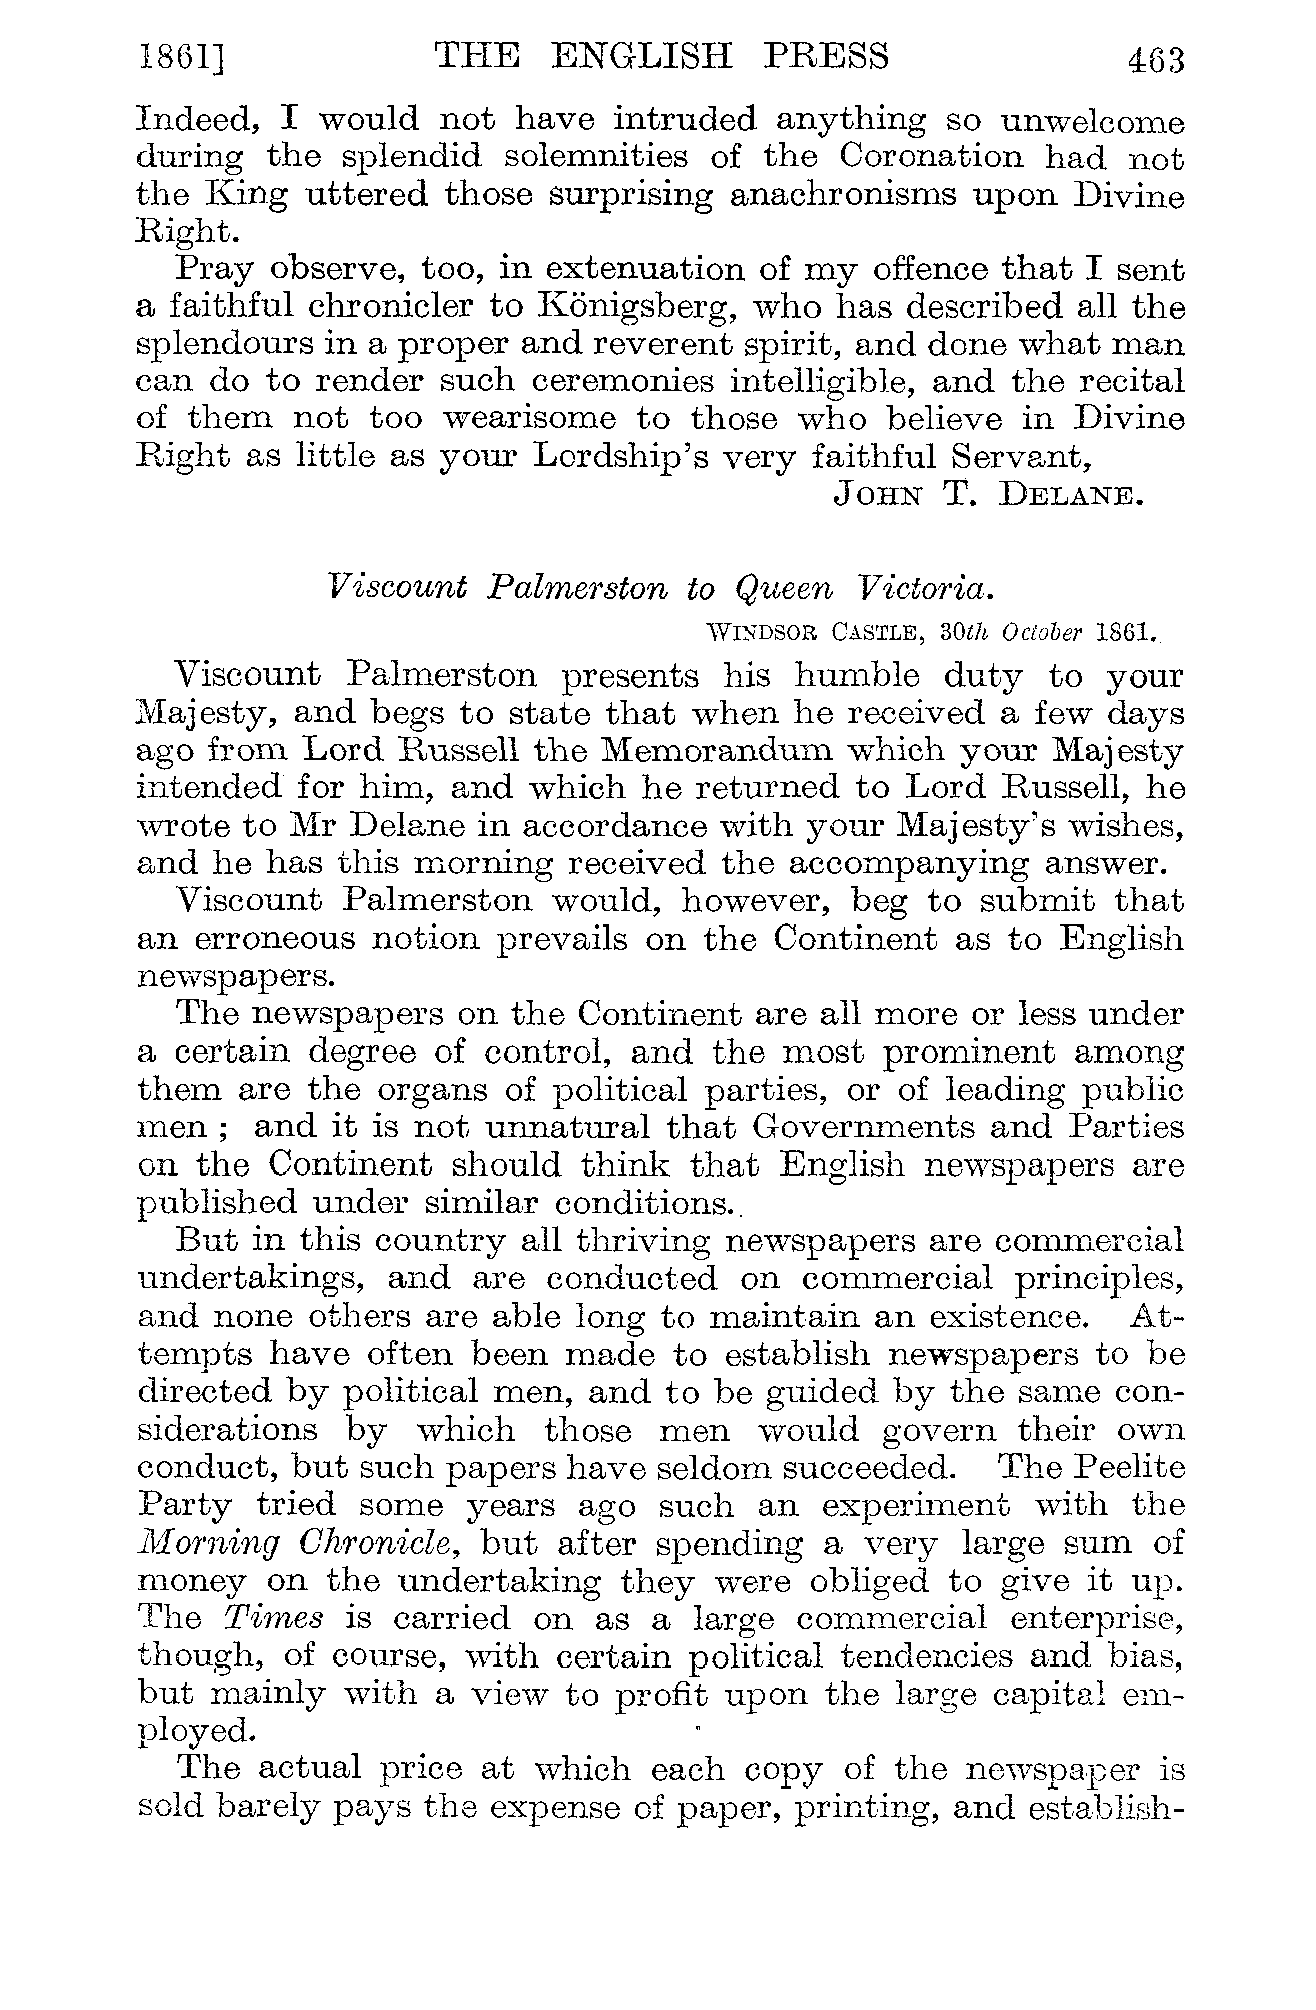 1861] THE ENGLISH PRESS 463
Indeed, I would not have intruded anything so unwelcome
during the splendid solemnities of the Coronation had not
the King uttered those surprising anachronisms upon Divine
Right.
Pray observe, too, in extenuation of my offence that I sent
a faithful chronicler to Königsberg, who has described all the
splendours in a proper and reverent spirit, and done what man
can do to render such ceremonies intelligible, and the recital
of them not too wearisome to those who believe in Divine
Right as little as your Lordship's very faithful Servant,
JOHN T. DELANE.
Viscount Palmerston to Queen Victoria.
WINDSOR CASTLE, 30th October 1861.
Viscount Palmerston presents his humble duty to your
Majesty, and begs to state that when he received a few days
ago from Lord Russell the Memorandum which your Majesty
intended for him, and which he returned to Lord Russell, he
wrote to Mr Delane in accordance with your Majesty's wishes,
and he has this morning received the accompanying answer.
Viscount Palmerston would, however, beg to submit that
an erroneous notion prevails on the Continent as to English
newspapers.
The newspapers on the Continent are all more or less under
a certain degree of control, and the most prominent among
them are the organs of political parties, or of leading public
men ; and it is not unnatural that Governments and Parties
on the Continent should think that English newspapers are
published under similar conditions.
But in this country all thriving newspapers are commercial
undertakings, and are conducted on commercial principles,
and none others are able long to maintain an existence. At-
tempts have often been made to establish newspapers to be
directed by political men, and to be guided by the same con-
siderations by which those men would govern their own
conduct, but such papers have seldom succeeded. The Peelite
Party tried some years ago such an experiment with the
Morning Chronicle, but after spending a very large sum of
money on the undertaking they were obliged to give it up.
The Times is carried on as a large commercial enterprise,
though, of course, with certain political tendencies and bias,
but mainly with a view to profit upon the large capital em-
ployed.
The actual price at which each copy of the newspaper is
sold barely pays the expense of paper, printing, and establish-